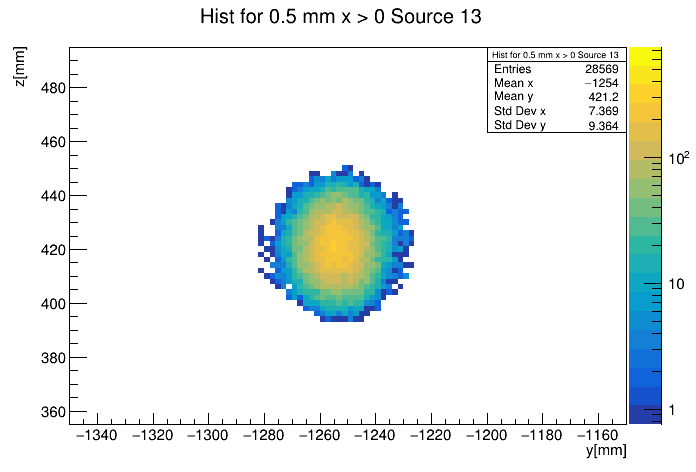 Hist for 0.5 mm x > 0 Source 13
z[mm]
Hist for 0.5 mm x > 0 Source 13
Entries 28569
Mean x −1254
Mean y 421.2
Std Dev x 7.369
Std Dev y 9.364
480
460
440
420
400
380
360
10²
10
1
−1340 −1320 −1300 −1280 −1260 −1240 −1220 −1200 −1180 −1160
y[mm]